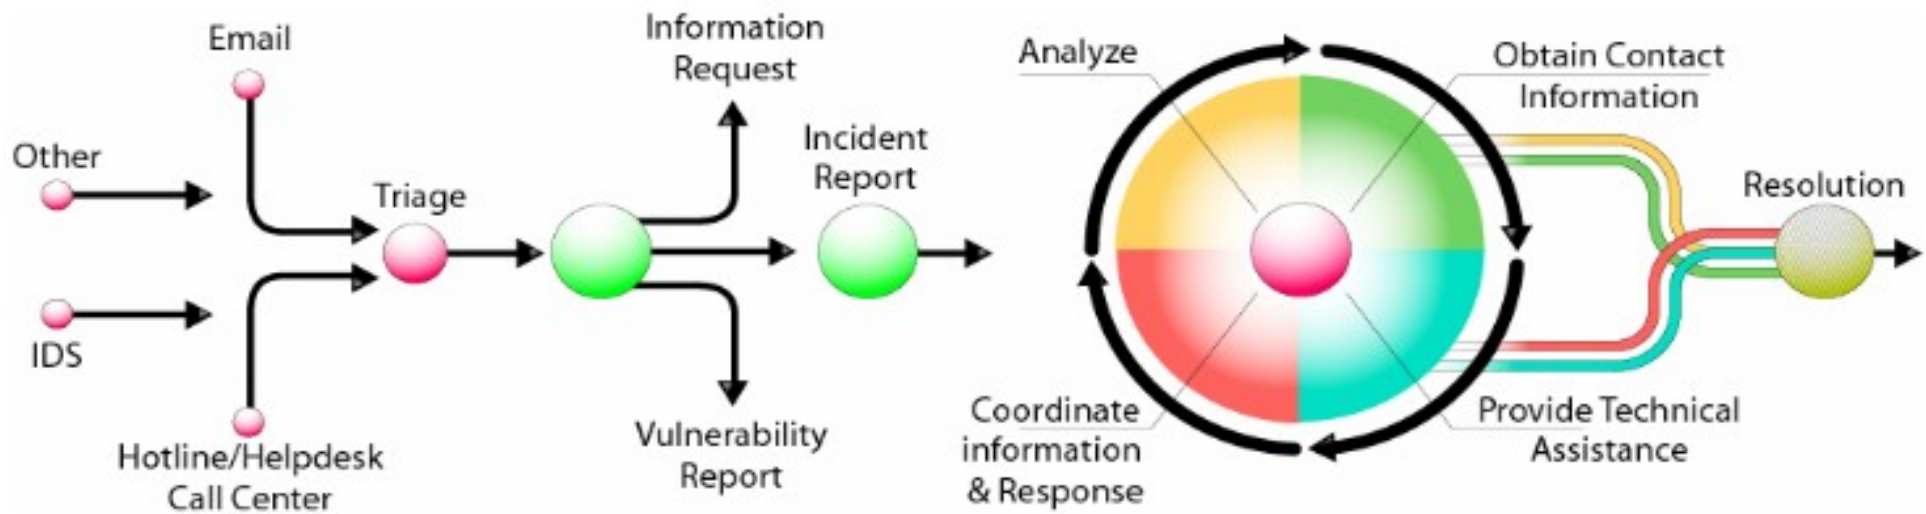 Email
Other
IDS
Hotline/Helpdesk
Call Center
Triage
Information
Request
Incident
Report
Vulnerability
Report
Analyze
Obtain Contact
Information
Coordinate
information
& Response
Provide Technical
Assistance
Resolution